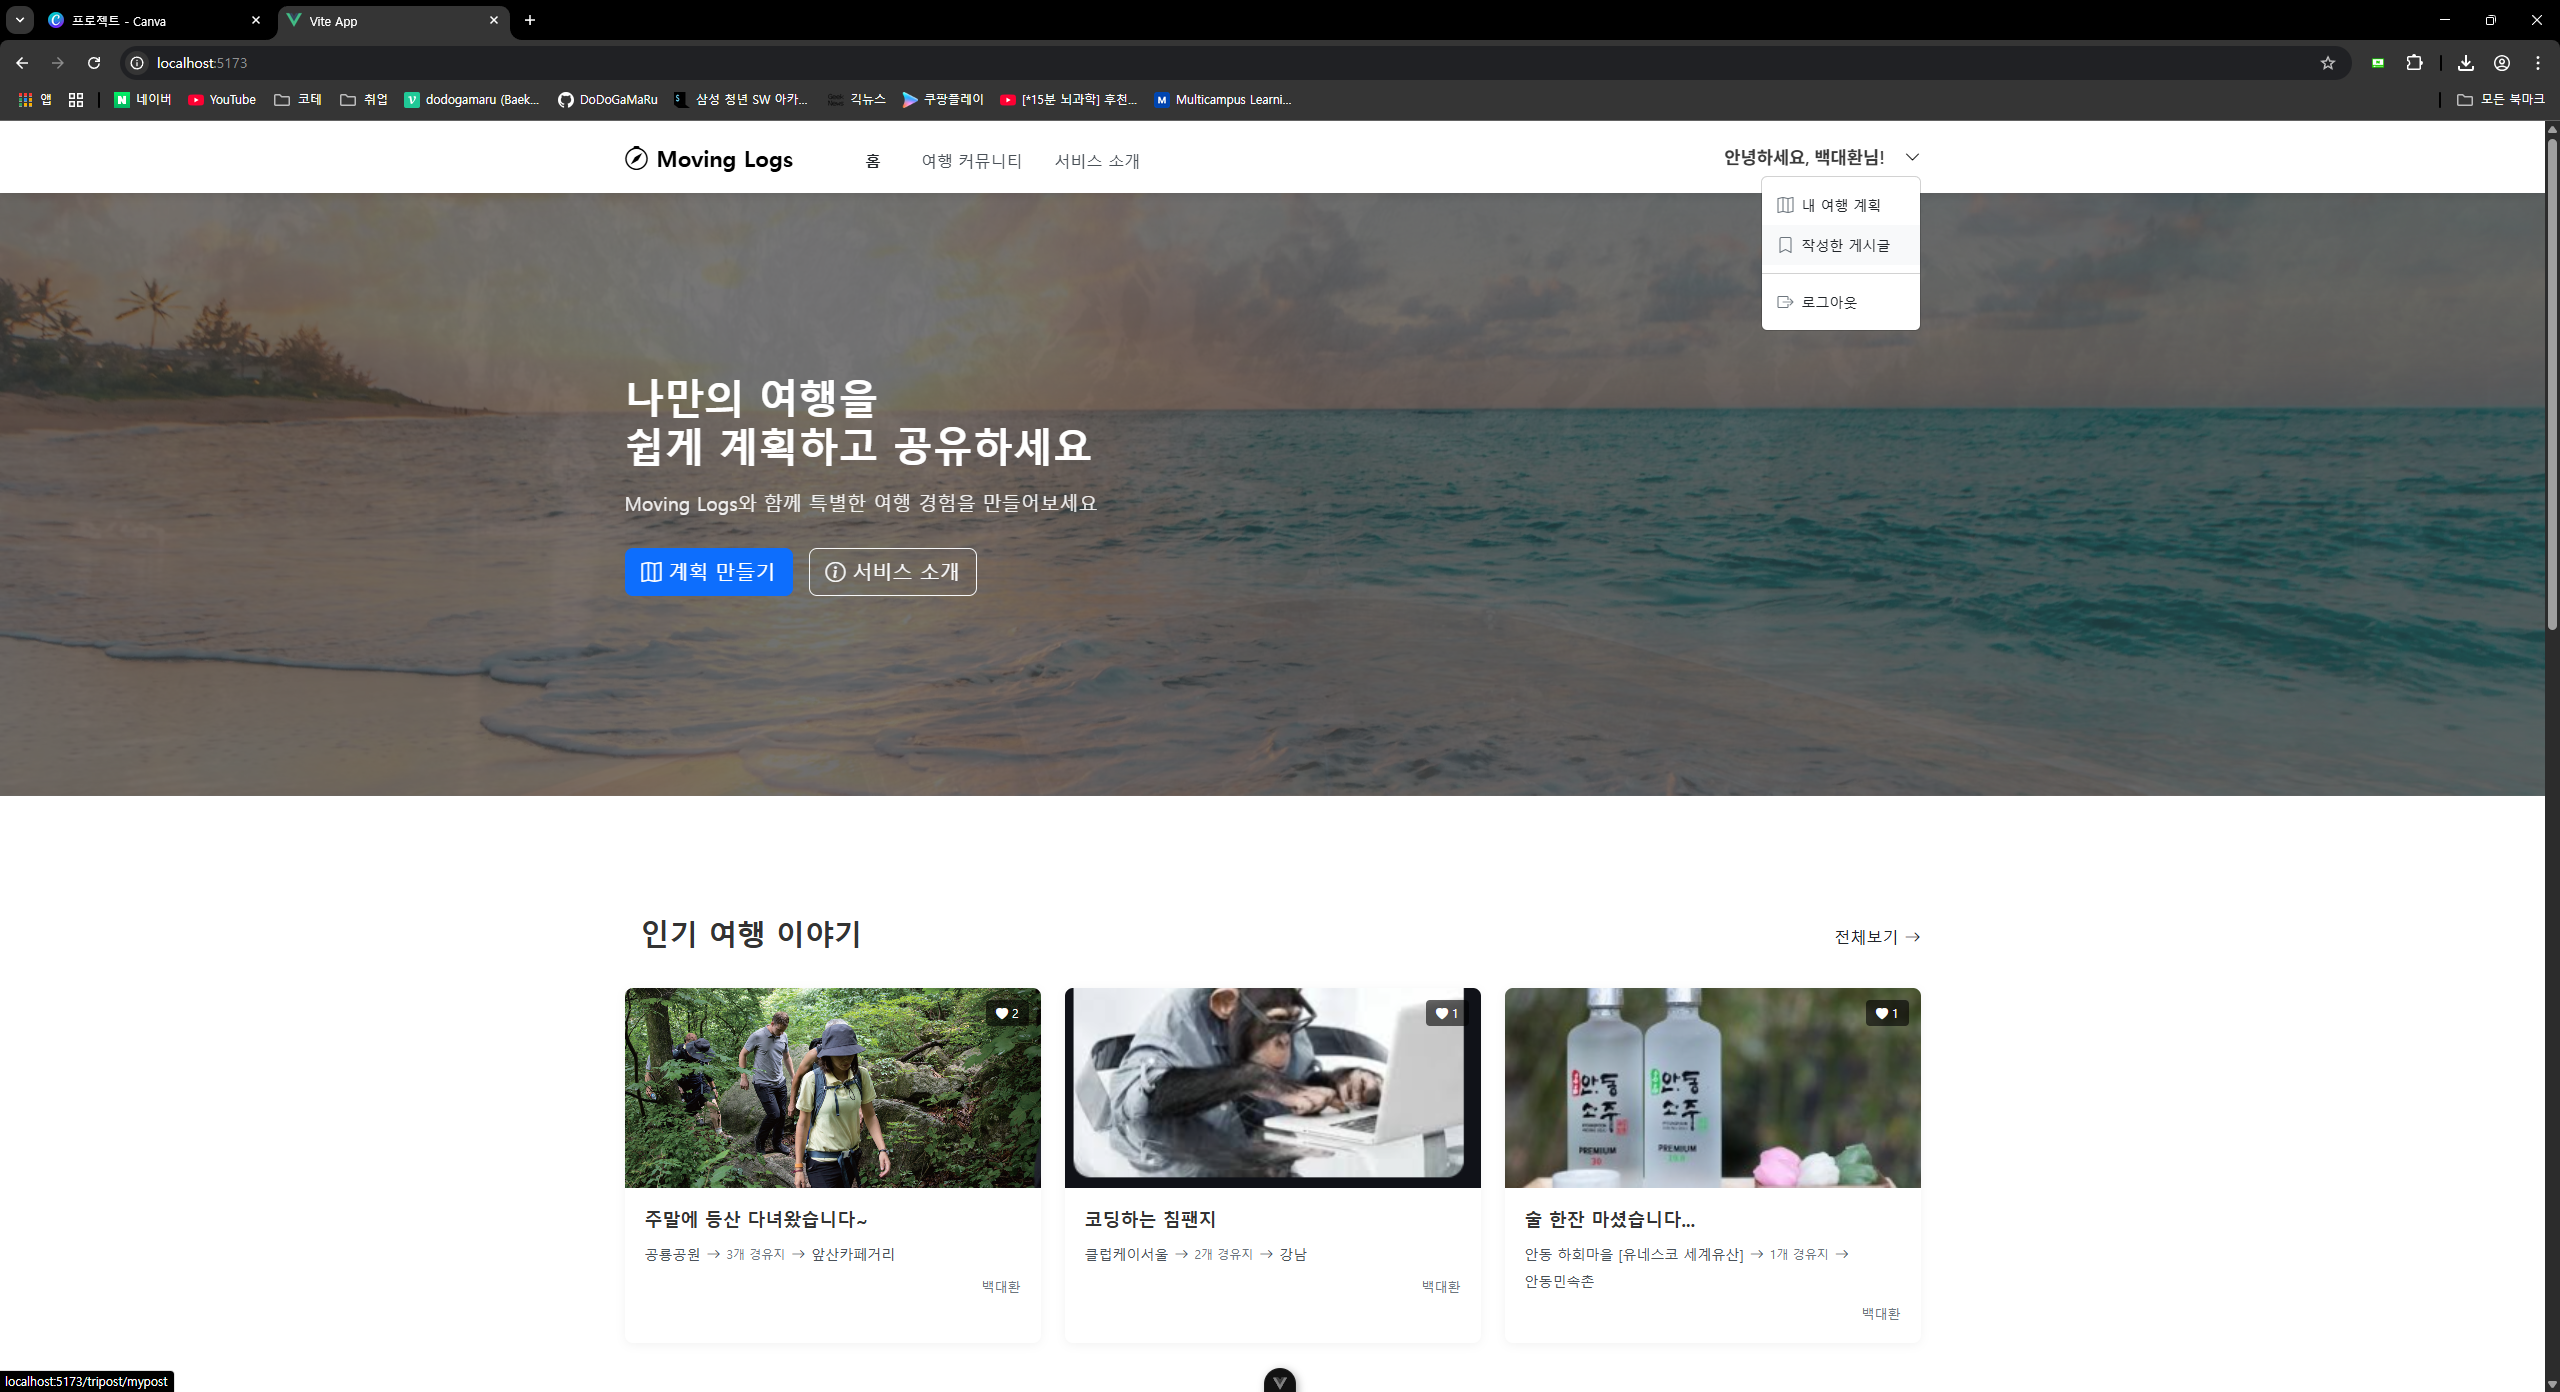 프로젝트 - Canva
Vite App
localhost:5173
앱
네이버
YouTube
코테
취업
dodogamaru (Baek...
DoDoGaMaRu
삼성 청년 SW 아카...
긱뉴스
쿠팡플레이
[*15분 뇌과학] 후천...
Multicampus Learni...
모든 북마크
Moving Logs
홈
여행 커뮤니티
서비스 소개
안녕하세요, 백대환님!
내 여행 계획
작성한 게시글
로그아웃
나만의 여행을
쉽게 계획하고 공유하세요
Moving Logs와 함께 특별한 여행 경험을 만들어보세요
계획 만들기
서비스 소개
인기 여행 이야기
전체보기 →
2
1
1
안동
소주
PREMIUM
30
안동
소주
PREMIUM
주말에 등산 다녀왔습니다~
공룡공원 → 3개 경유지 → 앞산카페거리
백대환
코딩하는 침팬지
클럽케이서울 → 2개 경유지 → 강남
백대환
술 한잔 마셨습니다...
안동 하회마을 [유네스코 세계유산] → 1개 경유지 →
안동민속촌
백대환
localhost:5173/tripost/mypost